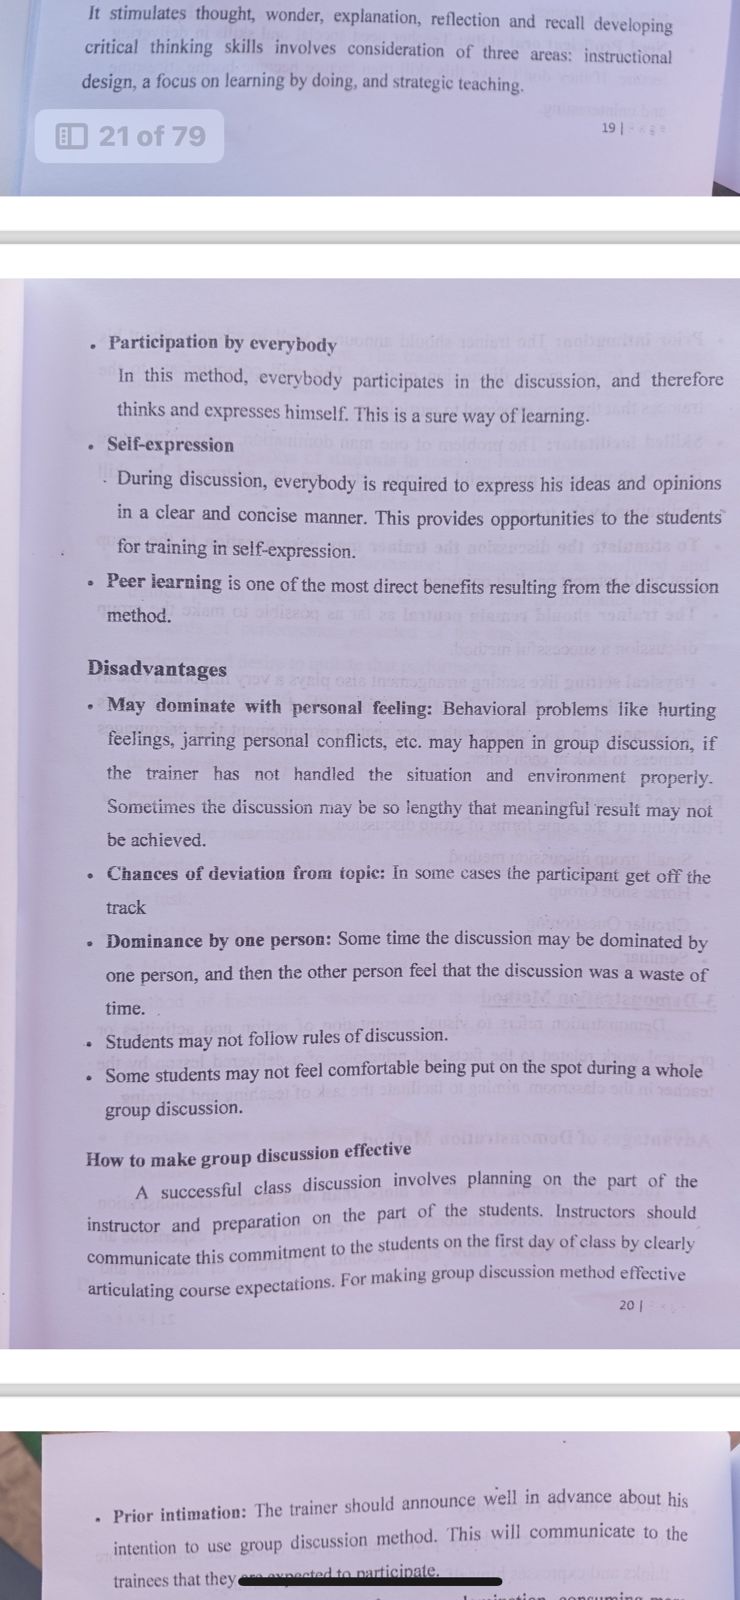 It stimulates thought, wonder, explanation, reflection and recall developing
critical thinking skills involves consideration of three areas: instructional
design, a focus on learning by doing, and strategic teaching.
21 of 79
19 |
• Participation by everybody
In this method, everybody participates in the discussion, and therefore
thinks and expresses himself. This is a sure way of learning.
• Self-expression
During discussion, everybody is required to express his ideas and opinions
in a clear and concise manner. This provides opportunities to the students
for training in self-expression.
• Peer learning is one of the most direct benefits resulting from the discussion
method.
Disadvantages
• May dominate with personal feeling: Behavioral problems like hurting
feelings, jarring personal conflicts, etc. may happen in group discussion, if
the trainer has not handled the situation and environment properly.
Sometimes the discussion may be so lengthy that meaningful result may not
be achieved.
• Chances of deviation from topic: In some cases the participant get off the
track
• Dominance by one person: Some time the discussion may be dominated by
one person, and then the other person feel that the discussion was a waste of
time.
• Students may not follow rules of discussion.
• Some students may not feel comfortable being put on the spot during a whole
group discussion.
How to make group discussion effective
A successful class discussion involves planning on the part of the
instructor and preparation on the part of the students. Instructors should
communicate this commitment to the students on the first day of class by clearly
articulating course expectations. For making group discussion method effective
20 |
• Prior intimation: The trainer should announce well in advance about his
intention to use group discussion method. This will communicate to the
trainees that they are expected to participate.